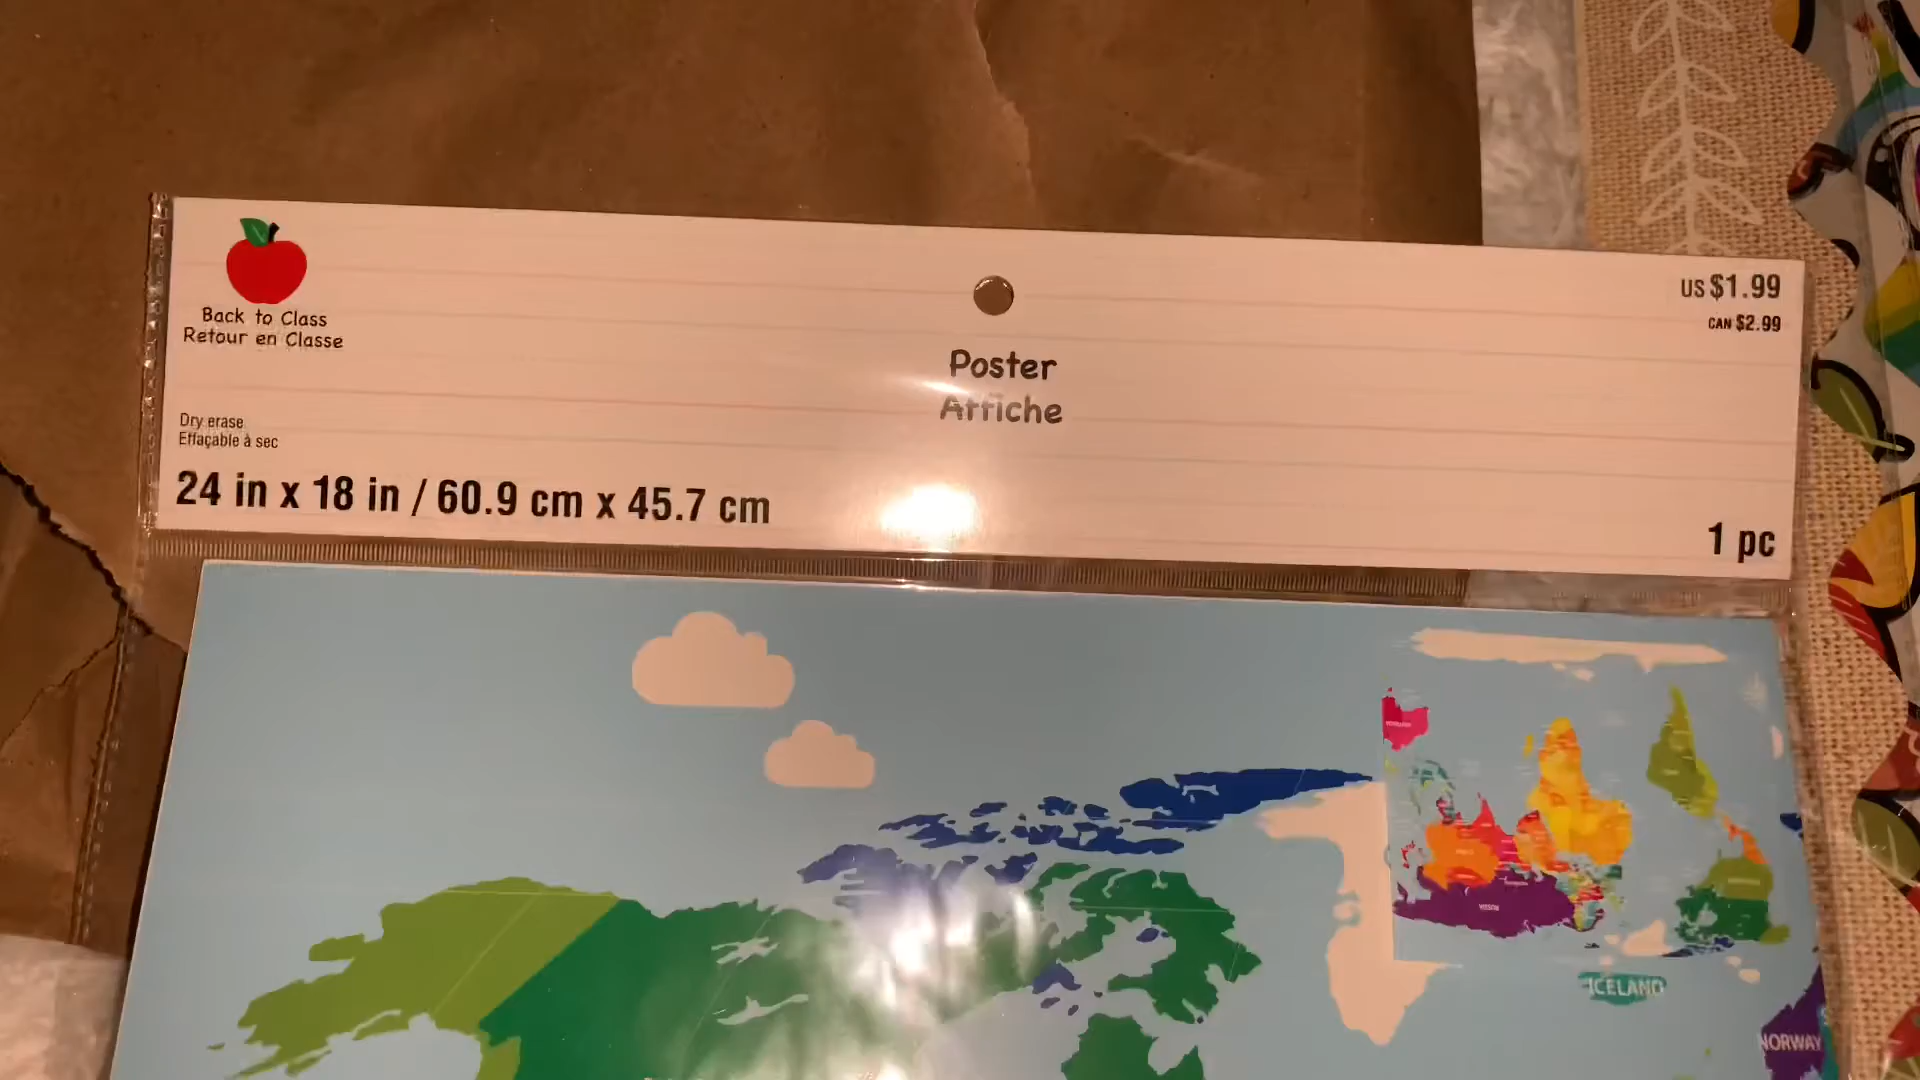 Back to Class
Retour en Classe
US $1.99
CAN $2.99
Poster
Affiche
Dry erase
Effaçable à sec
24 in x 18 in / 60.9 cm x 45.7 cm
1 pc
ICELAND
NORWAY